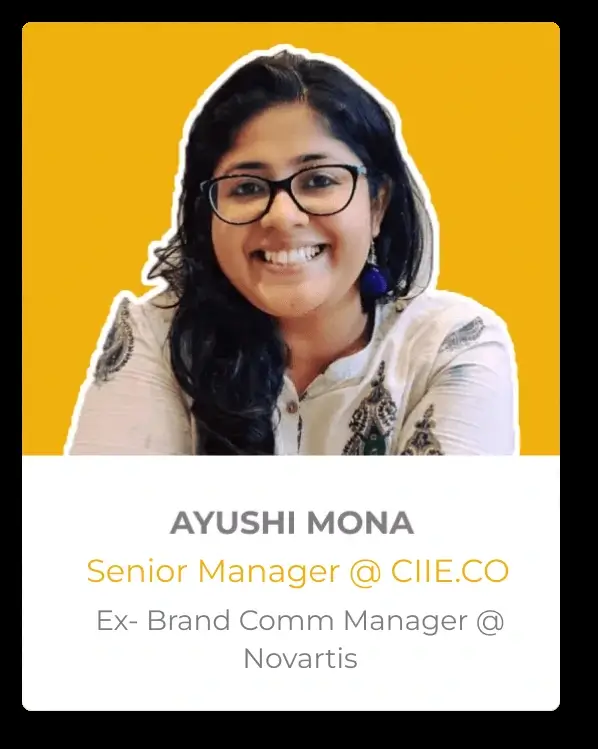 AYUSHI MONA
Senior Manager @ CIIE.CO
Ex- Brand Comm Manager @
Novartis